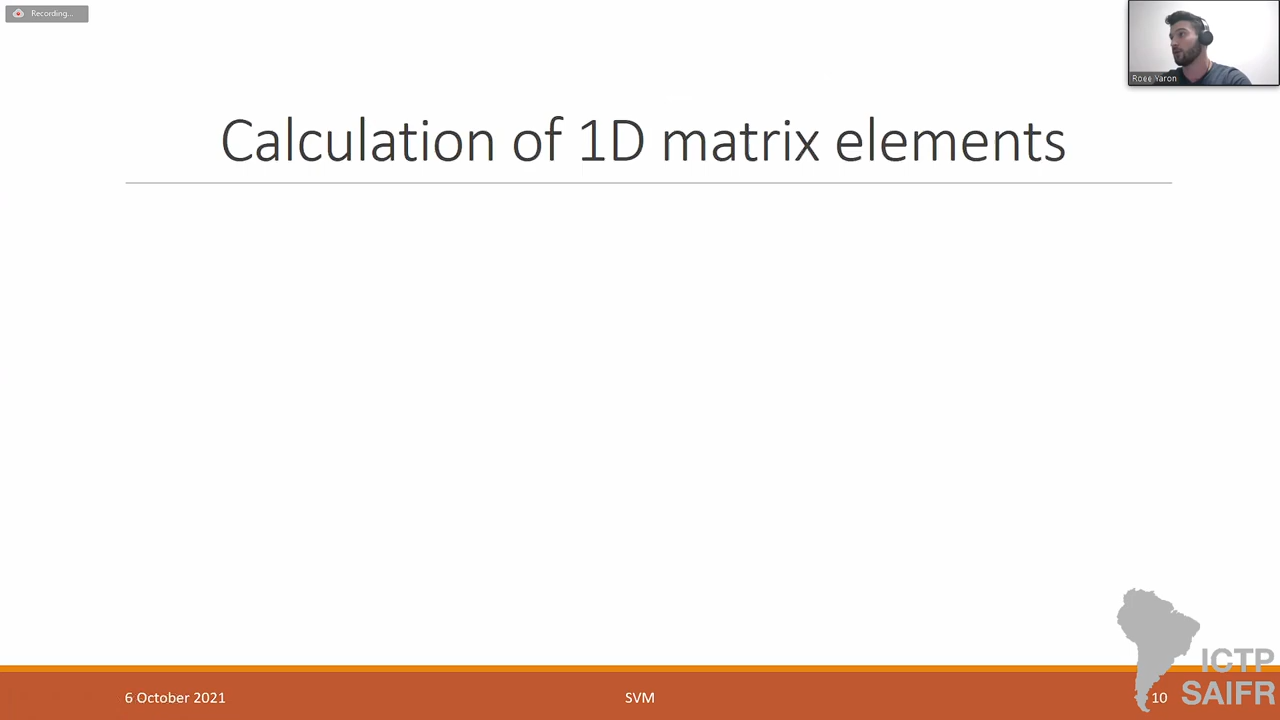 Recording...
Roee Yaron
Calculation of 1D matrix elements
6 October 2021
SVM
10
ICTP
SAIFR